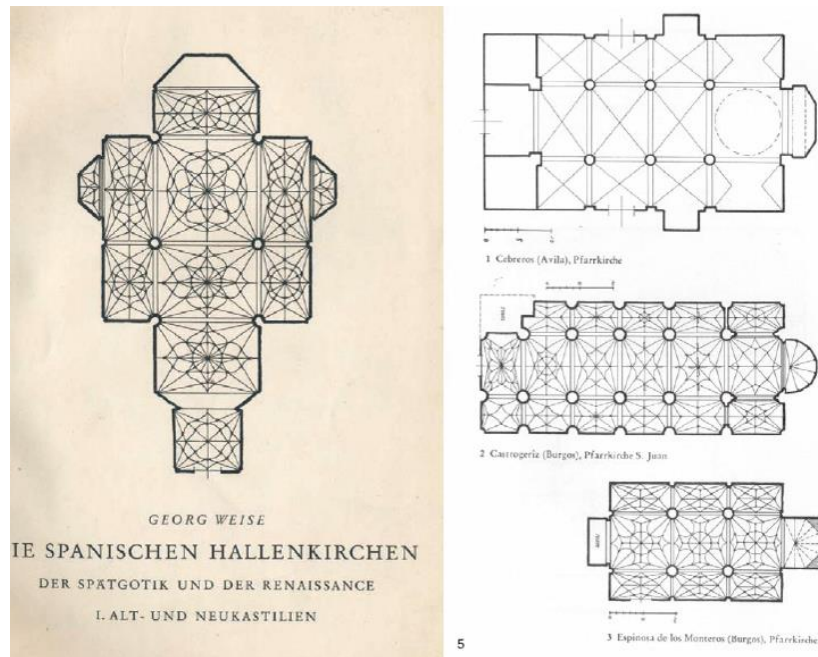 GEORG WEISE
IE SPANISCHEN HALLENKIRCHEN
DER SPÄTGOTIK UND DER RENAISSANCE
I. ALT- UND NEUKASTILIEN
1 Cebreros (Avila), Pfarrkirche
2 Castrogeriz (Burgos), Pfarrkirche S. Juan
3 Espinosa de los Monteros (Burgos), Pfarrkirche
5